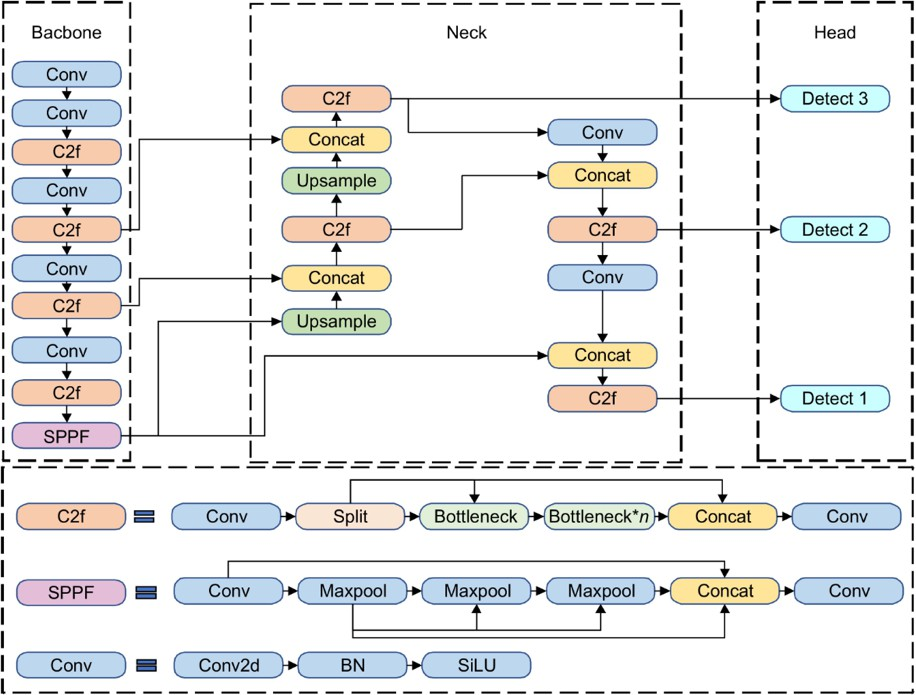 Bacbone
Neck
Head
Conv
Conv
C2f
Conv
C2f
Conv
C2f
Conv
C2f
SPPF
C2f
Concat
Upsample
C2f
Concat
Upsample
Conv
Concat
C2f
Conv
Concat
C2f
Detect 3
Detect 2
Detect 1
C2f = Conv Split Bottleneck Bottleneck*n Concat Conv
SPPF = Conv Maxpool Maxpool Maxpool Concat Conv
Conv = Conv2d BN SiLU